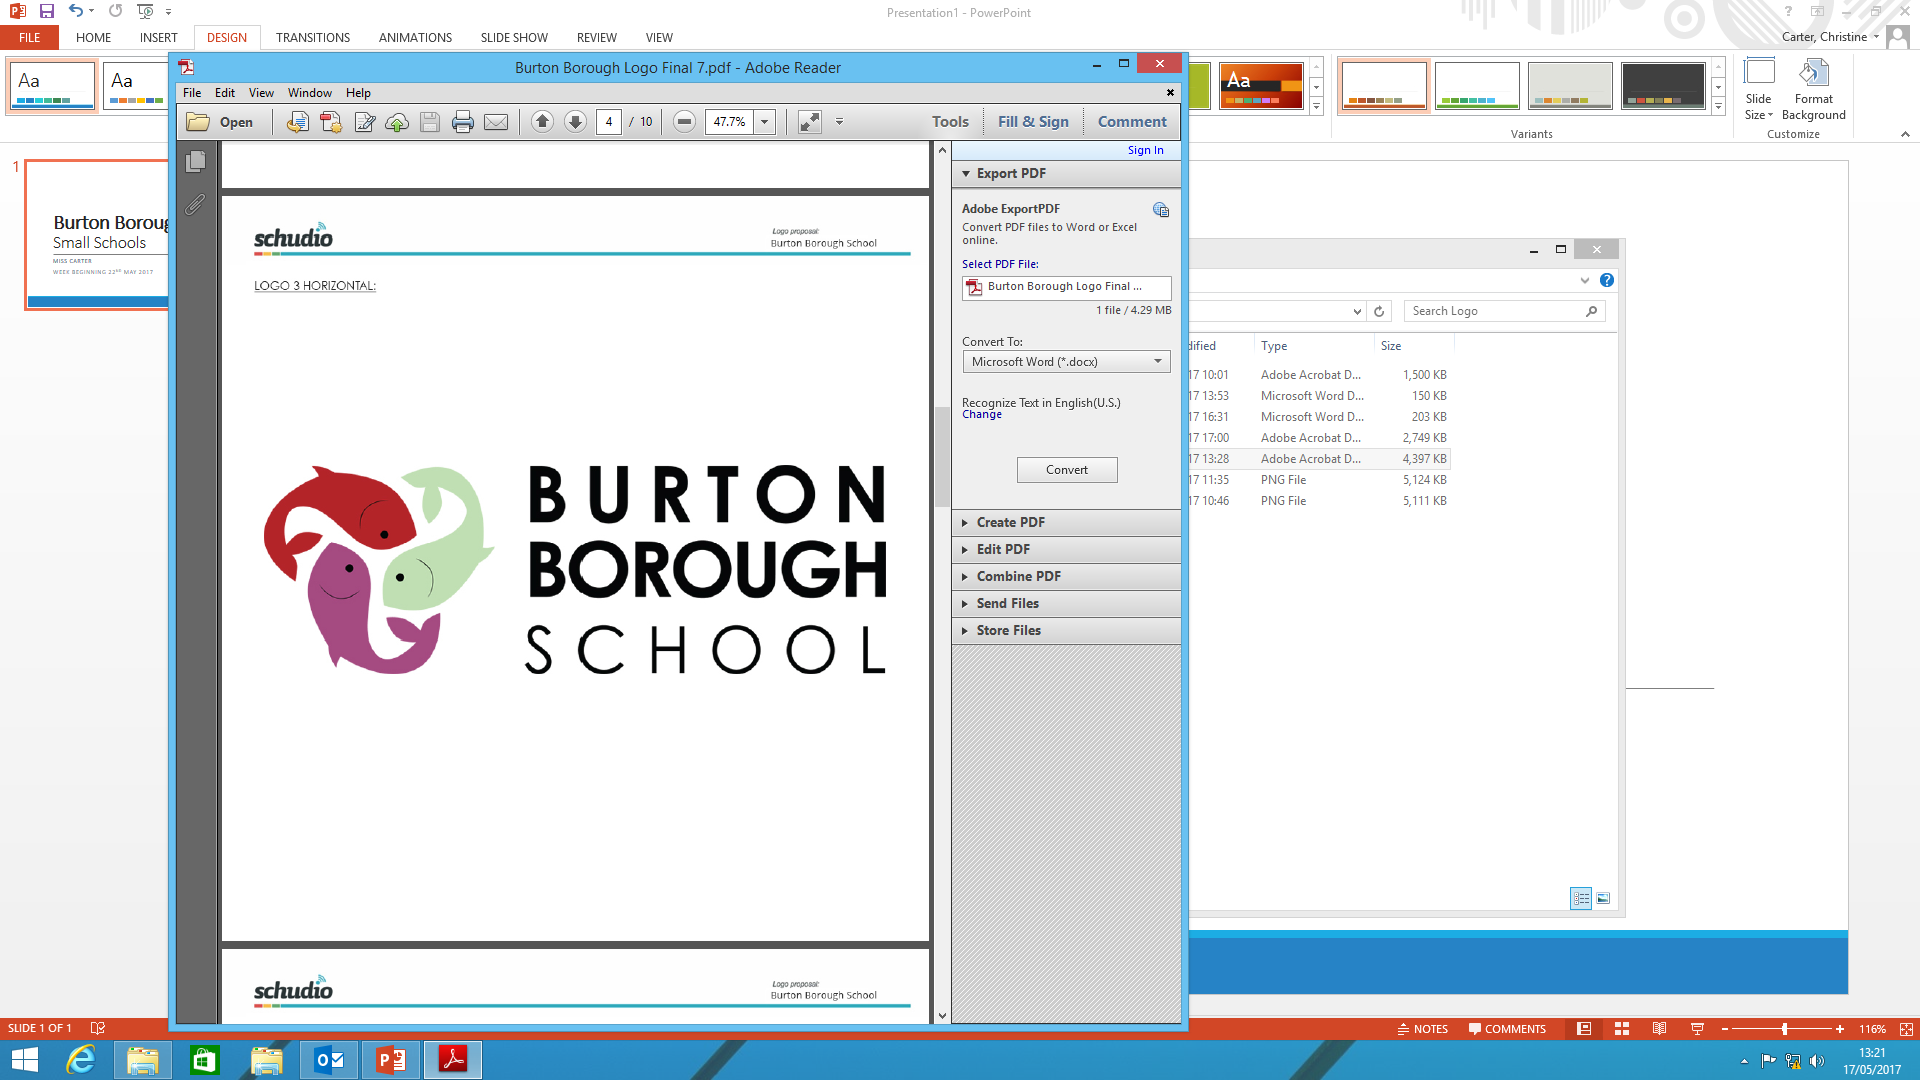 Presentation1 - PowerPoint
FILE HOME INSERT DESIGN TRANSITIONS ANIMATIONS SLIDE SHOW REVIEW VIEW
Carter, Christine
Aa Aa
Aa
Slide Size
Format Background
Variants
Customize
1
Burton Boroug
Small Schools
MISS CARTER
WEEK BEGINNING 22ND MAY 2017
Burton Borough Logo Final 7.pdf - Adobe Reader
File Edit View Window Help
Open
4 / 10
47.7%
Tools Fill & Sign Comment
Sign In
Export PDF
Adobe ExportPDF
Convert PDF files to Word or Excel
online.
Select PDF File:
Burton Borough Logo Final ...
1 file / 4.29 MB
Convert To:
Microsoft Word (*.docx)
Recognize Text in English(U.S.)
Change
Convert
Create PDF
Edit PDF
Combine PDF
Send Files
Store Files
schudio
Logo proposal:
Burton Borough School
LOGO 3 HORIZONTAL:
BURTON
BOROUGH
SCHOOL
schudio
Logo proposal:
Burton Borough School
Search Logo
dified Type Size
17 10:01 Adobe Acrobat D... 1,500 KB
17 13:53 Microsoft Word D... 150 KB
17 16:31 Microsoft Word D... 203 KB
17 17:00 Adobe Acrobat D... 2,749 KB
17 13:28 Adobe Acrobat D... 4,397 KB
17 11:35 PNG File 5,124 KB
17 10:46 PNG File 5,111 KB
SLIDE 1 OF 1
NOTES COMMENTS
116%
13:21
17/05/2017